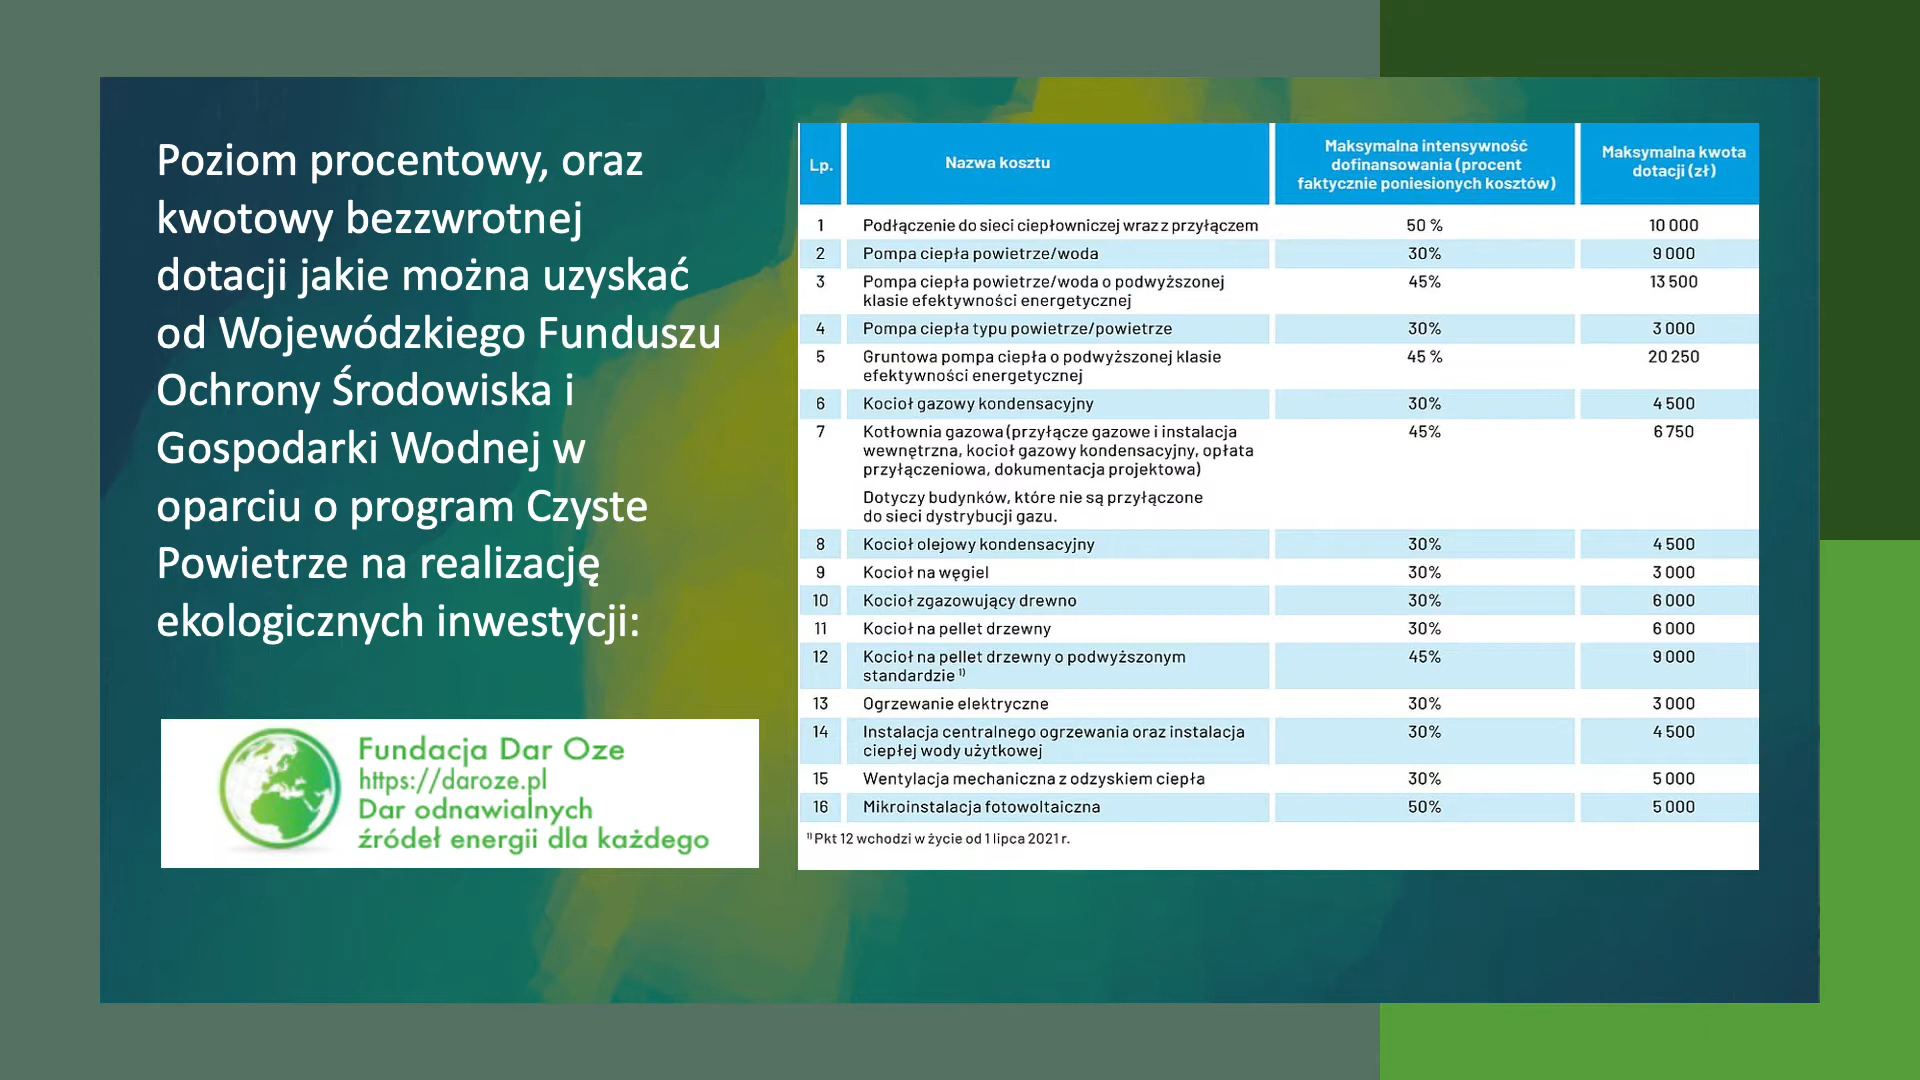 Poziom procentowy, oraz
kwotowy bezzwrotnej
dotacji jakie można uzyskać
od Wojewódzkiego Funduszu
Ochrony Środowiska i
Gospodarki Wodnej w
oparciu o program Czyste
Powietrze na realizację
ekologicznych inwestycji:
Fundacja Dar Oze
https://daroze.pl
Dar odnawialnych
źródeł energii dla każdego
Lp. Nazwa kosztu Maksymalna intensywność dofinansowania (procent faktycznie poniesionych kosztów) Maksymalna kwota dotacji (zł)
1 Podłączenie do sieci ciepłowniczej wraz z przyłączem 50 % 10 000
2 Pompa ciepła powietrze/woda 30% 9 000
3 Pompa ciepła powietrze/woda o podwyższonej 45% 13 500
klasie efektywności energetycznej
4 Pompa ciepła typu powietrze/powietrze 30% 3 000
5 Gruntowa pompa ciepła o podwyższonej klasie 45 % 20 250
efektywności energetycznej
6 Kocioł gazowy kondensacyjny 30% 4 500
7 Kotłownia gazowa (przyłącze gazowe i instalacja 45% 6 750
wewnętrzna, kocioł gazowy kondensacyjny, opłata
przyłączeniowa, dokumentacja projektowa)
Dotyczy budynków, które nie są przyłączone
do sieci dystrybucji gazu.
8 Kocioł olejowy kondensacyjny 30% 4 500
9 Kocioł na węgiel 30% 3 000
10 Kocioł zgazowujący drewno 30% 6 000
11 Kocioł na pellet drzewny 30% 6 000
12 Kocioł na pellet drzewny o podwyższonym 45% 9 000
standardzie ¹⁾
13 Ogrzewanie elektryczne 30% 3 000
14 Instalacja centralnego ogrzewania oraz instalacja 30% 4 500
ciepłej wody użytkowej
15 Wentylacja mechaniczna z odzyskiem ciepła 30% 5 000
16 Mikroinstalacja fotowoltaiczna 50% 5 000
¹⁾ Pkt 12 wchodzi w życie od 1 lipca 2021 r.